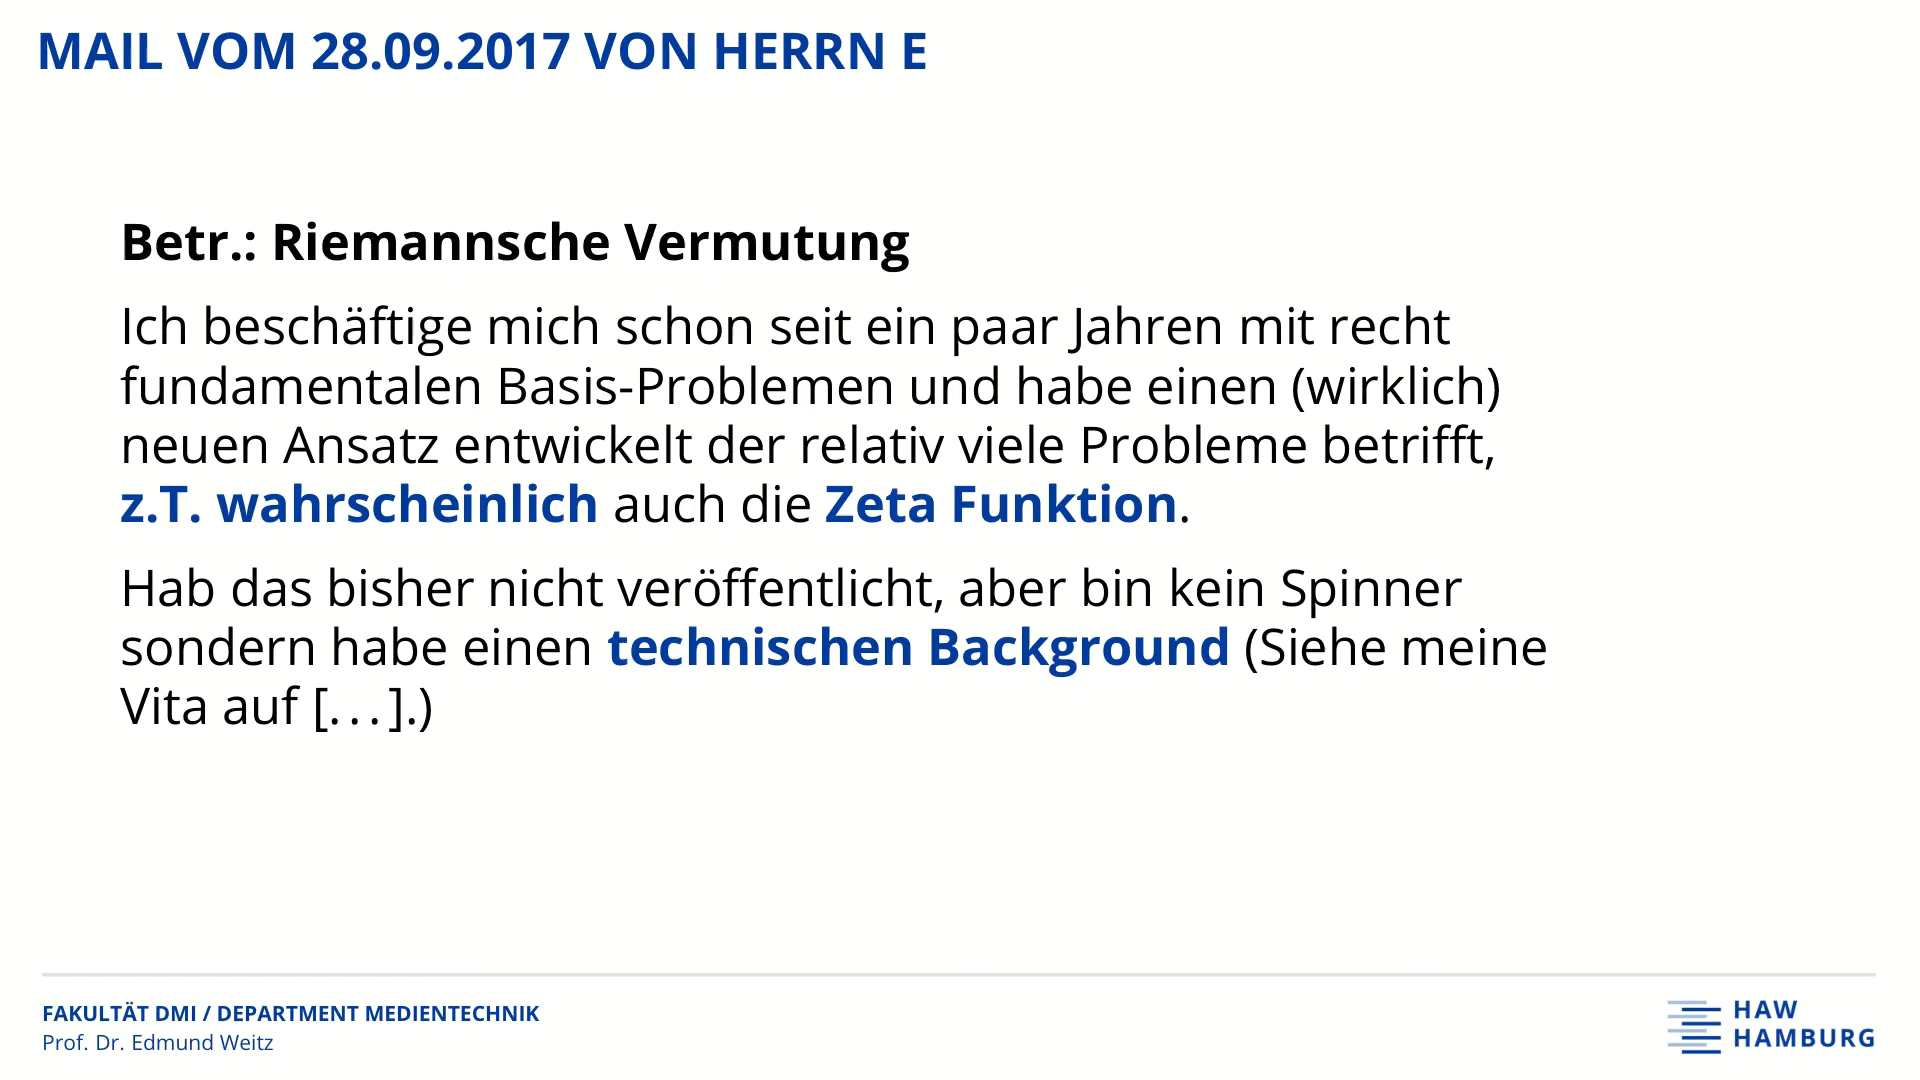 MAIL VOM 28.09.2017 VON HERRN E
Betr.: Riemannsche Vermutung
Ich beschäftige mich schon seit ein paar Jahren mit recht
fundamentalen Basis-Problemen und habe einen (wirklich)
neuen Ansatz entwickelt der relativ viele Probleme betrifft,
z.T. wahrscheinlich auch die Zeta Funktion.
Hab das bisher nicht veröffentlicht, aber bin kein Spinner
sondern habe einen technischen Background (Siehe meine
Vita auf [...].)
FAKULTÄT DMI / DEPARTMENT MEDIENTECHNIK
Prof. Dr. Edmund Weitz
HAW
HAMBURG